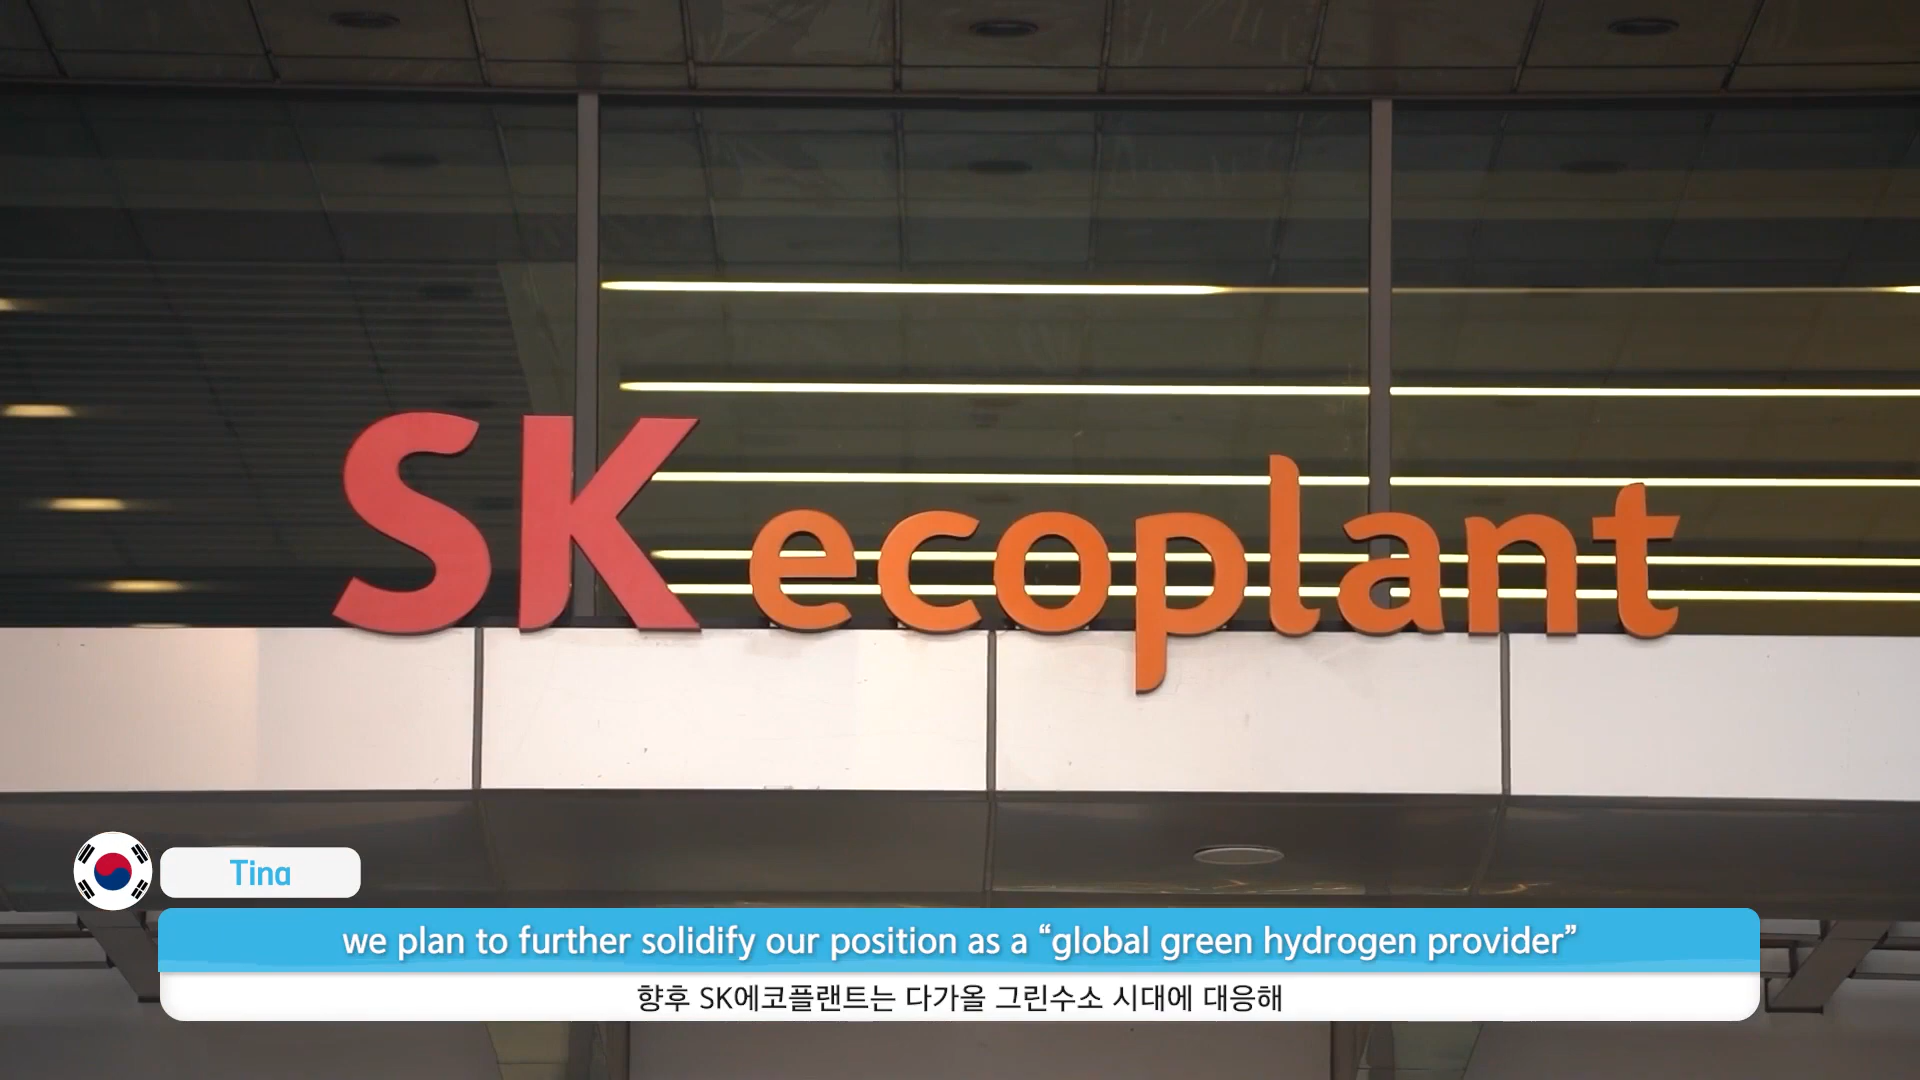 SK ecoplant
Tina
we plan to further solidify our position as a “global green hydrogen provider”
향후 SK에코플랜트는 다가올 그린수소 시대에 대응해